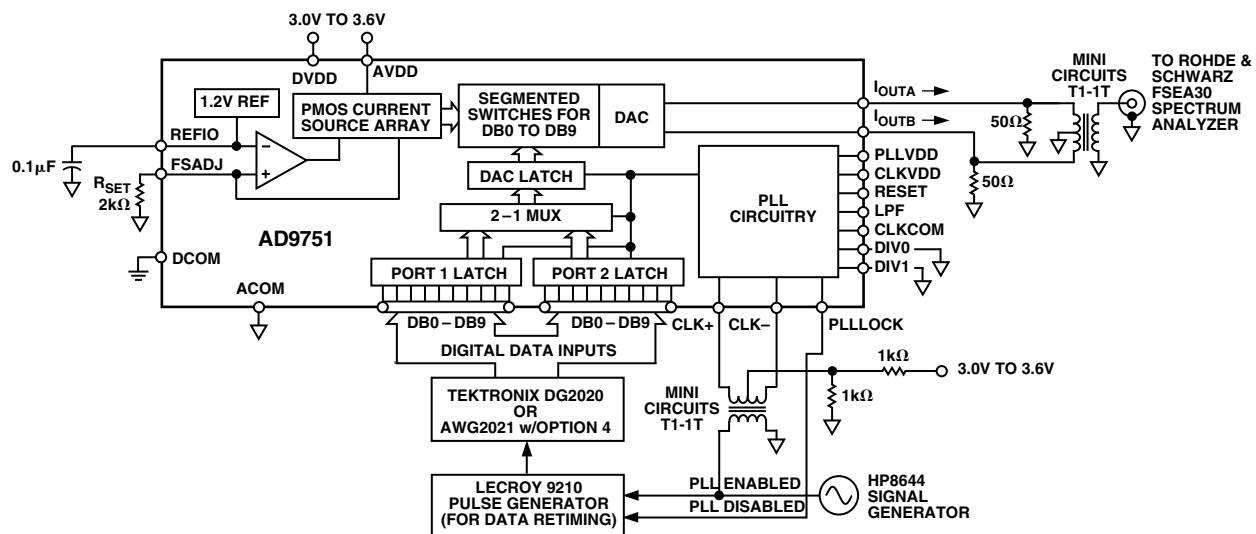 3.0V TO 3.6V
DVDD
AVDD
1.2V REF
PMOS CURRENT
SOURCE ARRAY
SEGMENTED
SWITCHES FOR
DB0 TO DB9
DAC
IOUTA
IOUTB
MINI
CIRCUITS
T1-1T
TO ROHDE &
SCHWARZ
FSEA30
SPECTRUM
ANALYZER
50Ω
50Ω
REFIO
FSADJ
0.1μF
RSET
2kΩ
−
+
DAC LATCH
2–1 MUX
PLL
CIRCUITRY
PLLVDD
CLKVDD
RESET
LPF
CLKCOM
DIV0
DIV1
AD9751
DCOM
ACOM
PORT 1 LATCH
PORT 2 LATCH
DB0–DB9
DB0–DB9
CLK+
CLK–
PLLLOCK
DIGITAL DATA INPUTS
TEKTRONIX DG2020
OR
AWG2021 w/OPTION 4
MINI
CIRCUITS
T1-1T
1kΩ
1kΩ
3.0V TO 3.6V
LECROY 9210
PULSE GENERATOR
(FOR DATA RETIMING)
PLL ENABLED
PLL DISABLED
HP8644
SIGNAL
GENERATOR